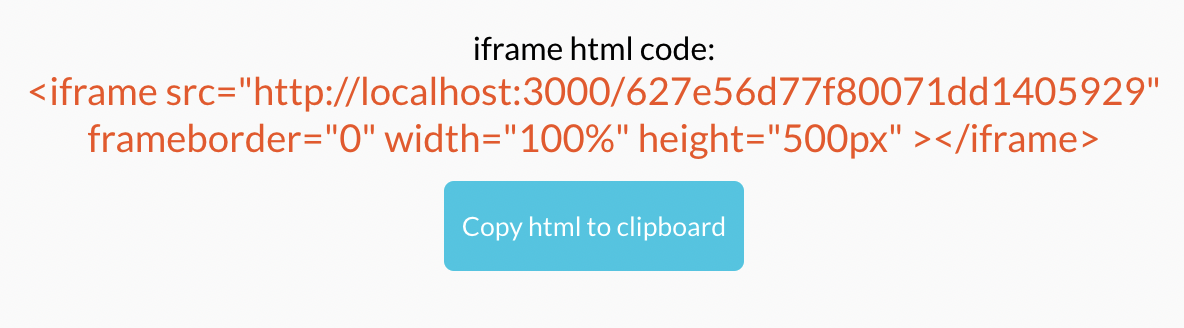 iframe html code:
<iframe src="http://localhost:3000/627e56d77f80071dd1405929"
frameborder="0" width="100%" height="500px" ></iframe>
Copy html to clipboard